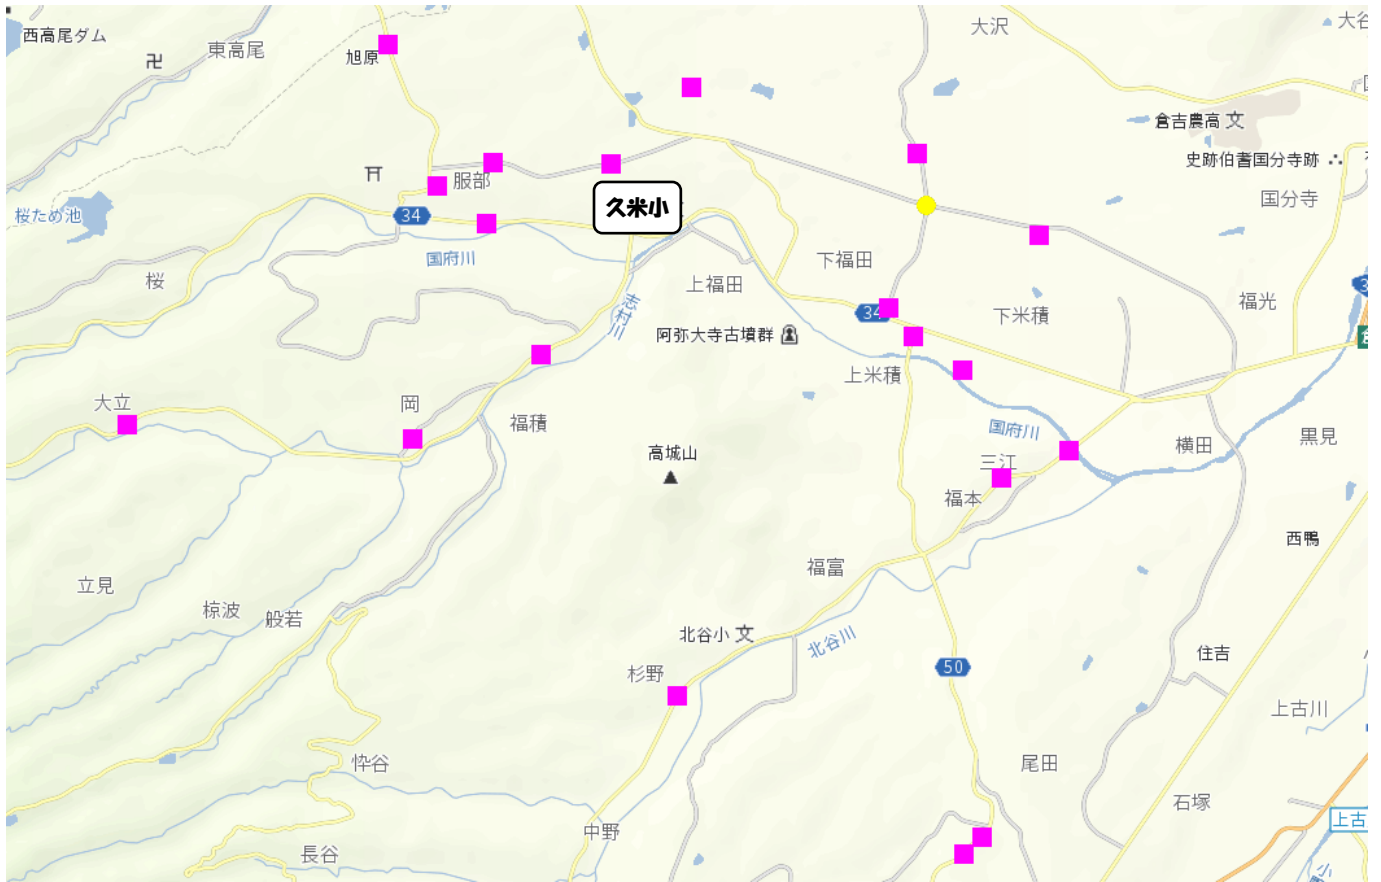 西高尾ダム
東高尾
旭原
大沢
大谷
倉吉農高
史跡伯耆国分寺跡
国分寺
服部
桜ため池
34
久米小
国府川
桜
下福田
上福田
下米積
福光
34
阿弥大寺古墳群
上米積
大立
岡
福積
高城山
国府川
三江
横田
黒見
福本
西鴨
福富
立見
椋波
般若
北谷小
北谷川
杉野
50
住吉
上古川
忰谷
尾田
石塚
上古
中野
長谷
小